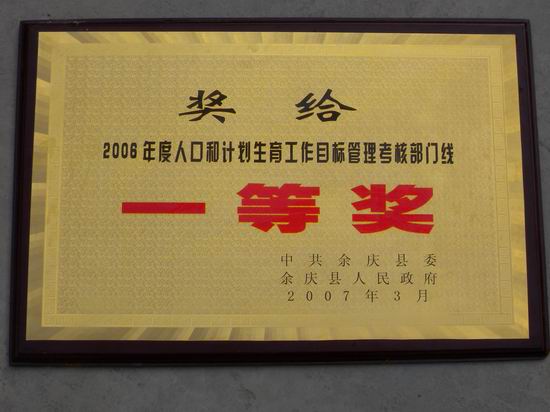 奖 给
2006年度人口和计划生育工作目标管理考核部门线
一等奖
中共余庆县委
余庆县人民政府
2007年3月